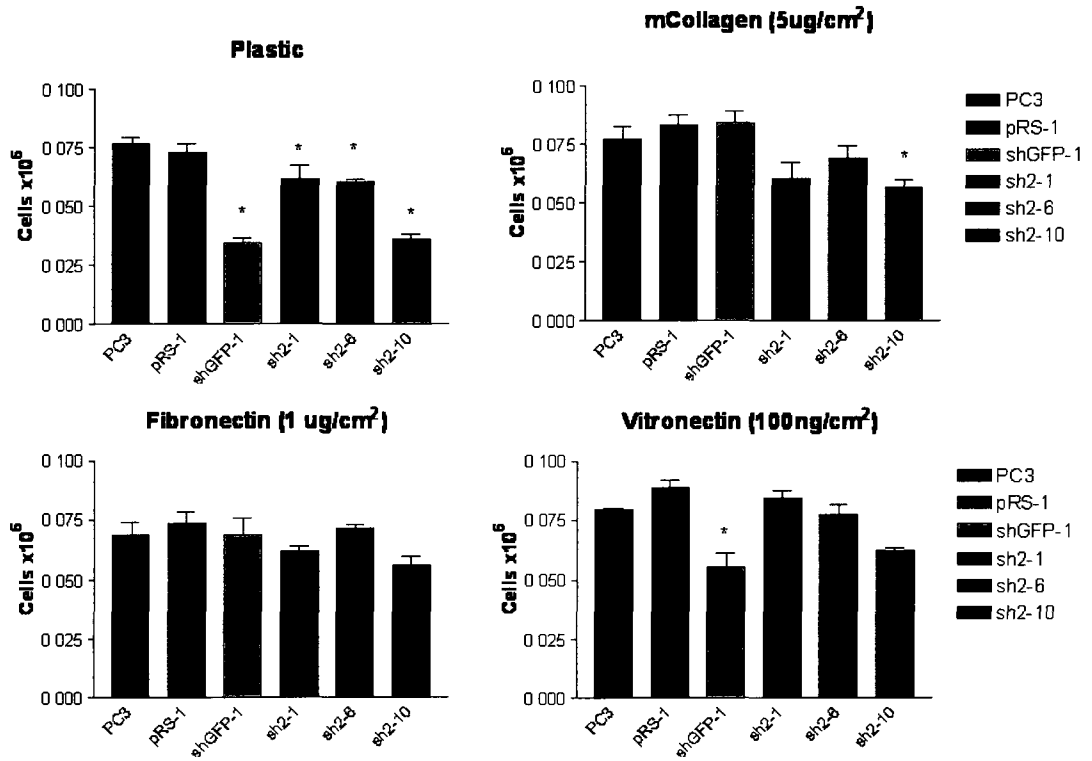 Plastic
Cells x10⁶
0 100
0 075
0 050
0 025
0 000
*
*
*
*
PC3
pRS-1
shGFP-1
sh2-1
sh2-6
sh2-10
mCollagen (5ug/cm²)
Cells x10⁶
0 100
0 075
0 050
0 025
0 000
*
PC3
pRS-1
shGFP-1
sh2-1
sh2-6
sh2-10
PC3
pRS-1
shGFP-1
sh2-1
sh2-6
sh2-10
Fibronectin (1 ug/cm²)
Cells x10⁶
0 100
0 075
0 050
0 025
0 000
PC3
pRS-1
shGFP-1
sh2-1
sh2-6
sh2-10
Vitronectin (100ng/cm²)
Cells x10⁶
0 100
0 075
0 050
0 025
0 000
*
PC3
pRS-1
shGFP-1
sh2-1
sh2-6
sh2-10
PC3
pRS-1
shGFP-1
sh2-1
sh2-6
sh2-10